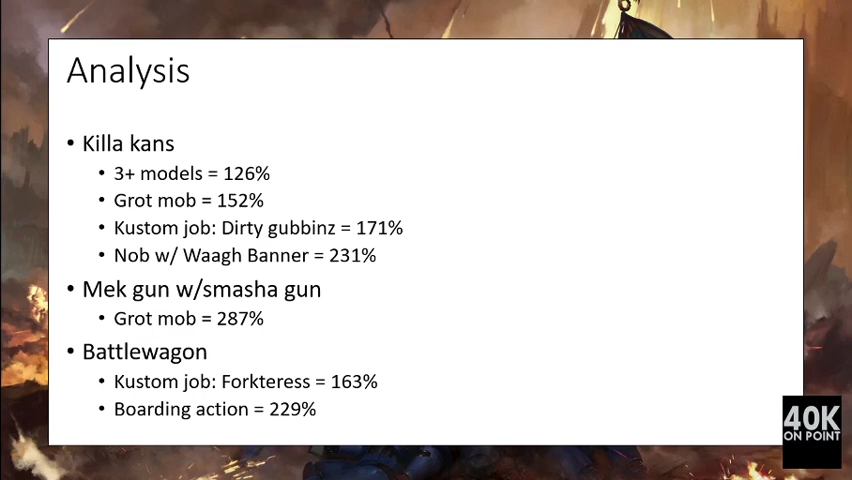 Analysis
• Killa kans
• 3+ models = 126%
• Grot mob = 152%
• Kustom job: Dirty gubbinz = 171%
• Nob w/ Waagh Banner = 231%
• Mek gun w/smasha gun
• Grot mob = 287%
• Battlewagon
• Kustom job: Forkteress = 163%
• Boarding action = 229%
40K
ON POINT